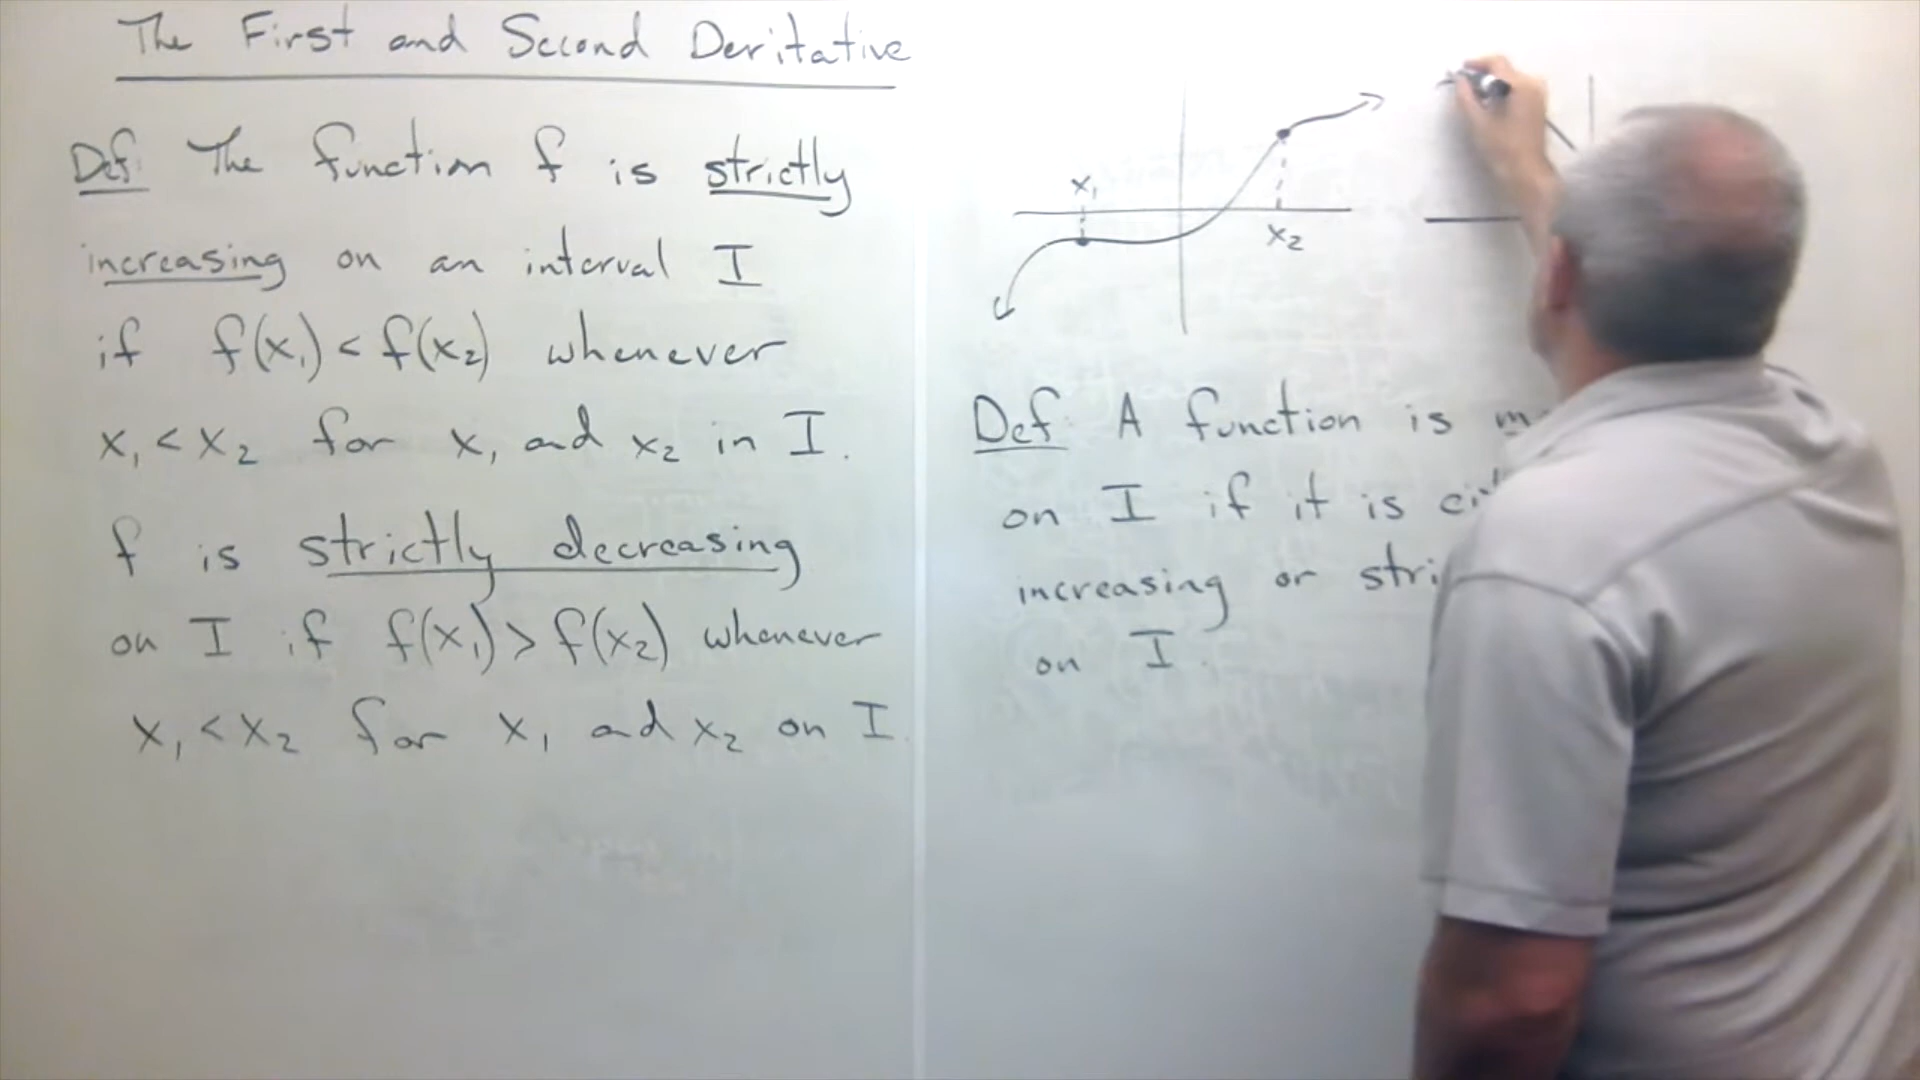 The First and Second Deritative
Def: The function f is strictly
increasing on an interval I
if f(x₁) < f(x₂) whenever
x₁ < x₂ for x₁ and x₂ in I.
f is strictly decreasing
on I if f(x₁) > f(x₂) whenever
x₁ < x₂ for x₁ and x₂ on I.
x₁
x₂
Def: A function is
on I if it is
increasing or
on I.